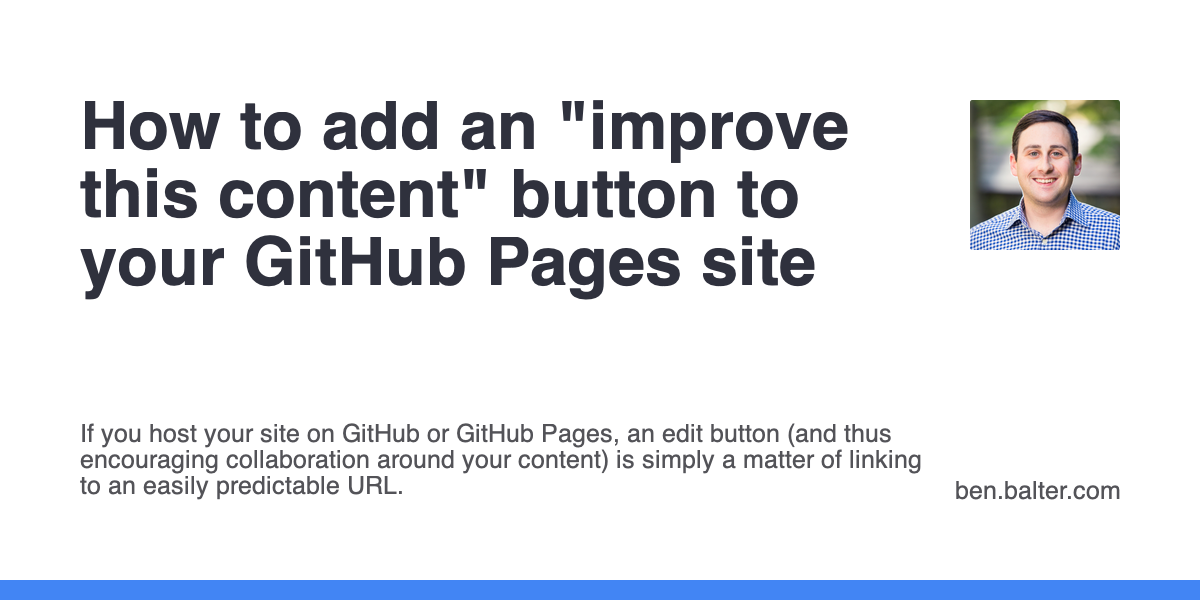 How to add an "improve
this content" button to
your GitHub Pages site
If you host your site on GitHub or GitHub Pages, an edit button (and thus
encouraging collaboration around your content) is simply a matter of linking
to an easily predictable URL.
ben.balter.com